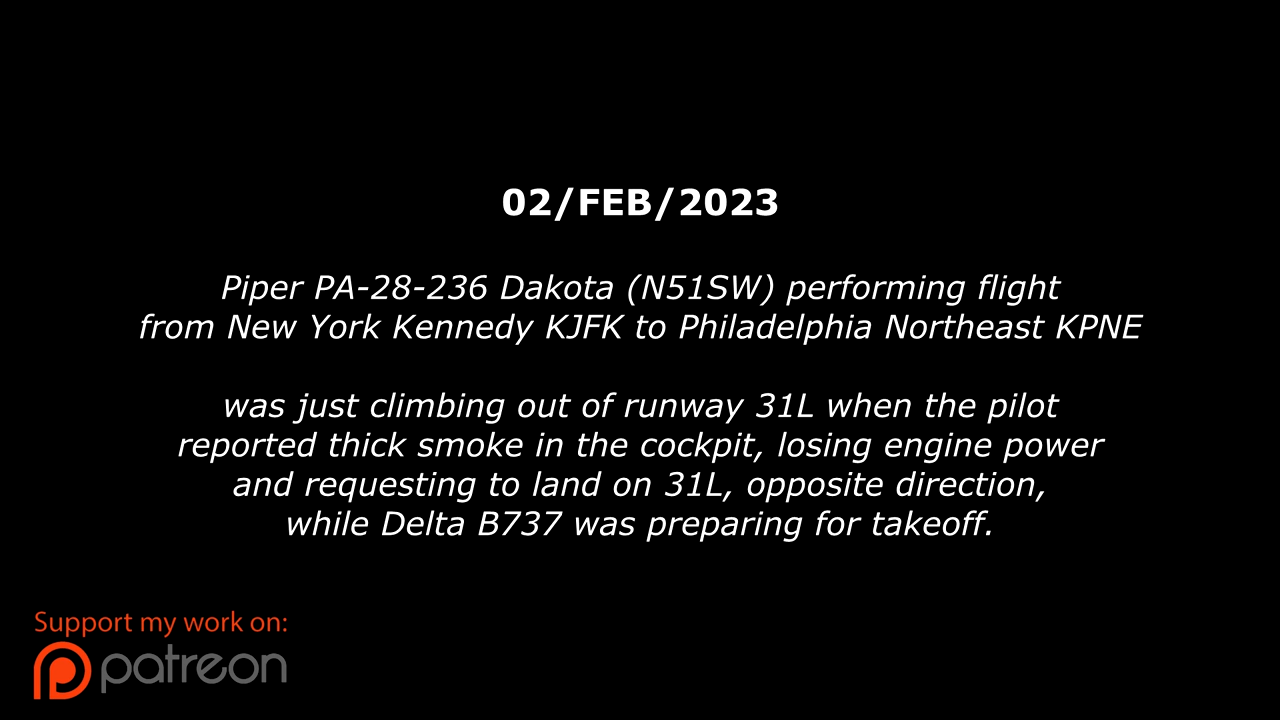 02/FEB/2023
Piper PA-28-236 Dakota (N51SW) performing flight
from New York Kennedy KJFK to Philadelphia Northeast KPNE
was just climbing out of runway 31L when the pilot
reported thick smoke in the cockpit, losing engine power
and requesting to land on 31L, opposite direction,
while Delta B737 was preparing for takeoff.
Support my work on:
patreon